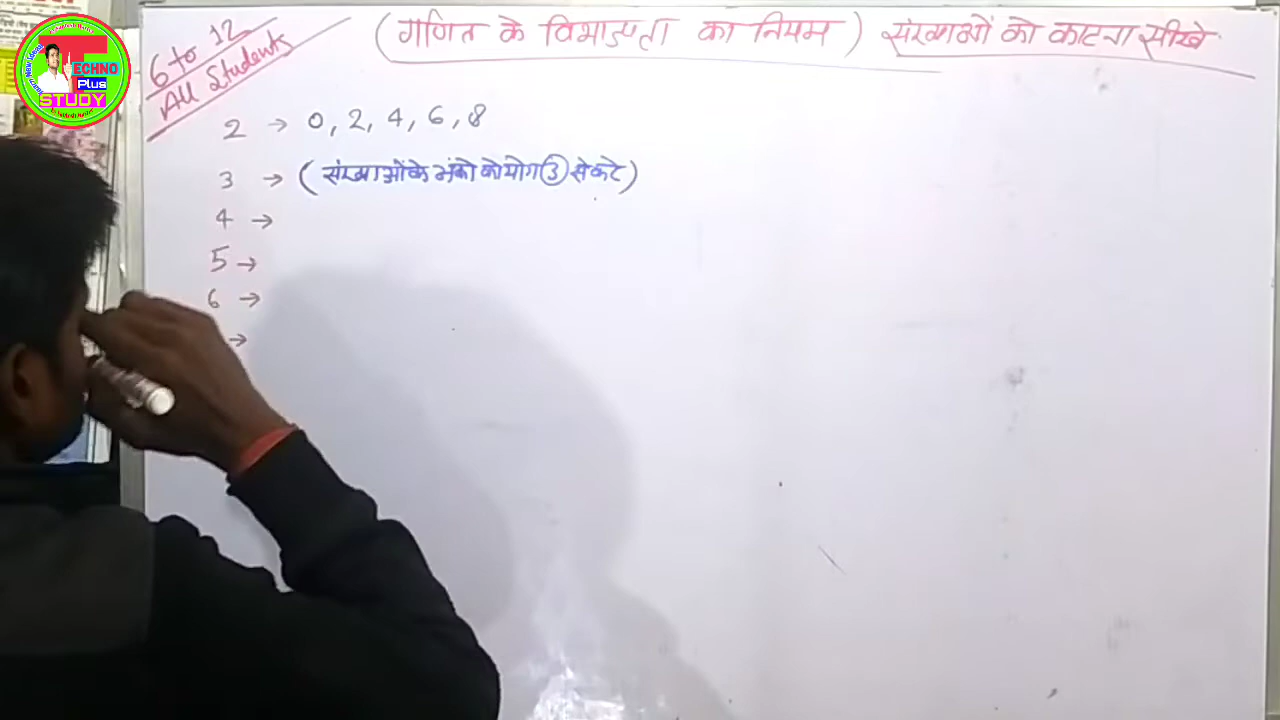 TECHNO
Plus
STUDY
6 to 12
All Students
(गणित के विभाज्यता का नियम) संख्याओं को काटना सीखे
2 → 0, 2, 4, 6, 8
3 → (संख्याओं के अंको को योग 3 से कटे)
4 →
5 →
6 →
→